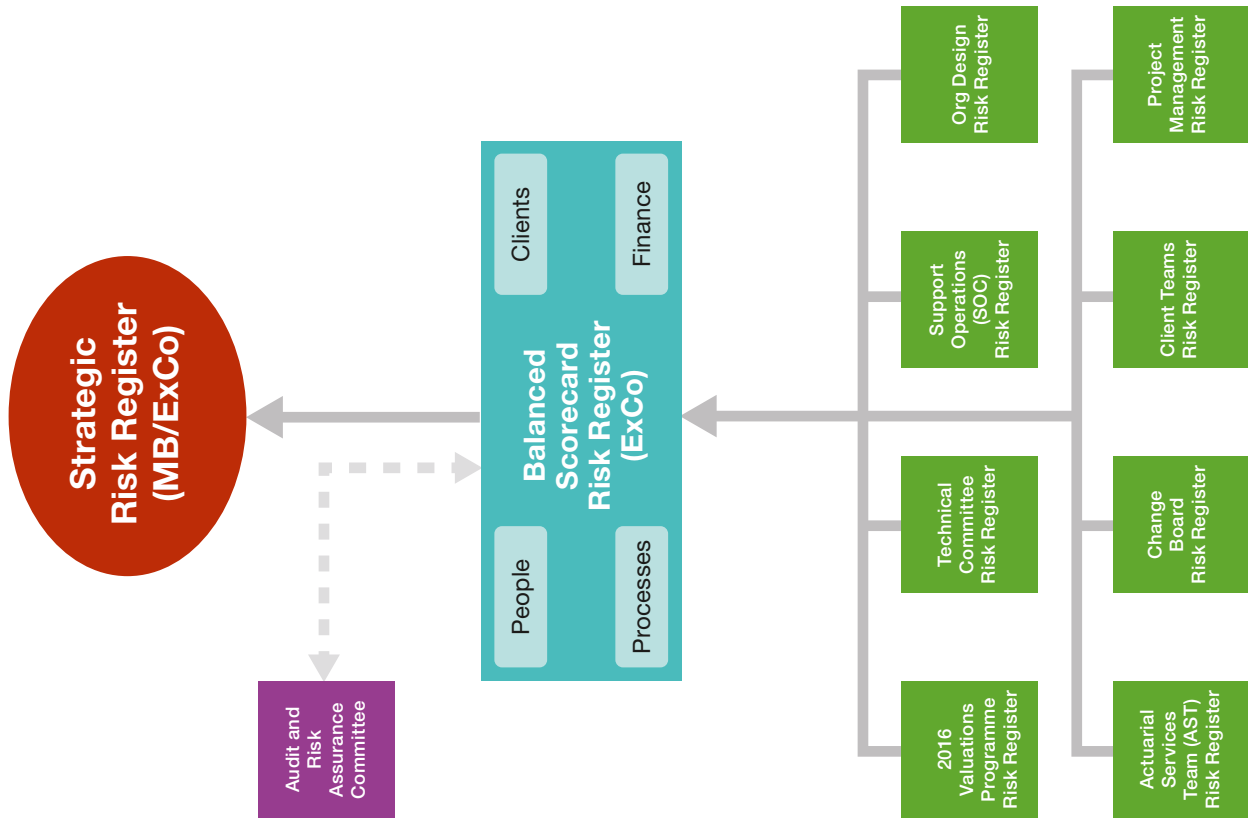 Strategic
Risk Register
(MB/ExCo)
Audit and
Risk
Assurance
Committee
People
Clients
Balanced
Scorecard
Risk Register
(ExCo)
Processes
Finance
2016
Valuations
Programme
Risk Register
Technical
Committee
Risk Register
Support
Operations
(SOC)
Risk Register
Org Design
Risk Register
Actuarial
Services
Team (AST)
Risk Register
Change
Board
Risk Register
Client Teams
Risk Register
Project
Management
Risk Register